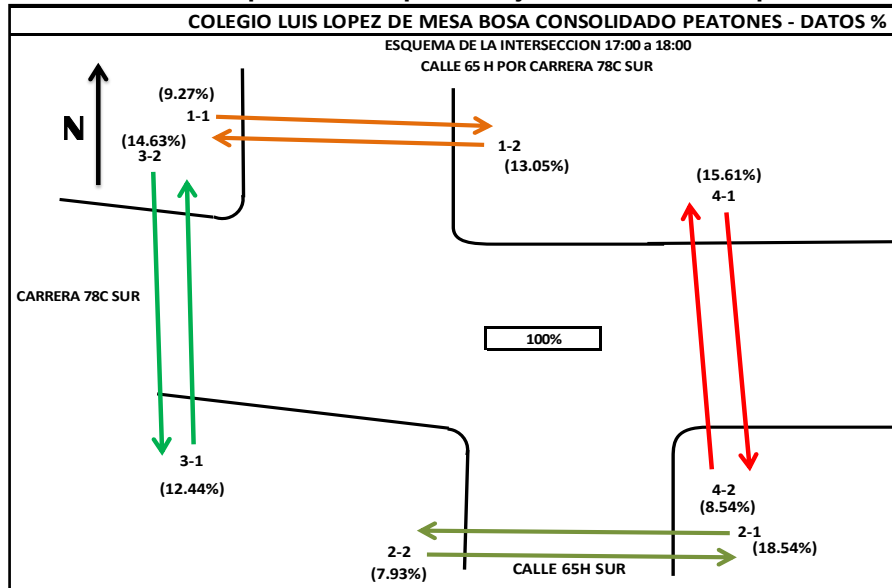 COLEGIO LUIS LOPEZ DE MESA BOSA CONSOLIDADO PEATONES - DATOS %
ESQUEMA DE LA INTERSECCION 17:00 a 18:00
CALLE 65 H POR CARRERA 78C SUR
N
(9.27%)
1-1
(14.63%)
3-2
1-2
(13.05%)
(15.61%)
4-1
CARRERA 78C SUR
100%
3-1
(12.44%)
4-2
(8.54%)
2-1
(18.54%)
2-2
(7.93%)
CALLE 65H SUR